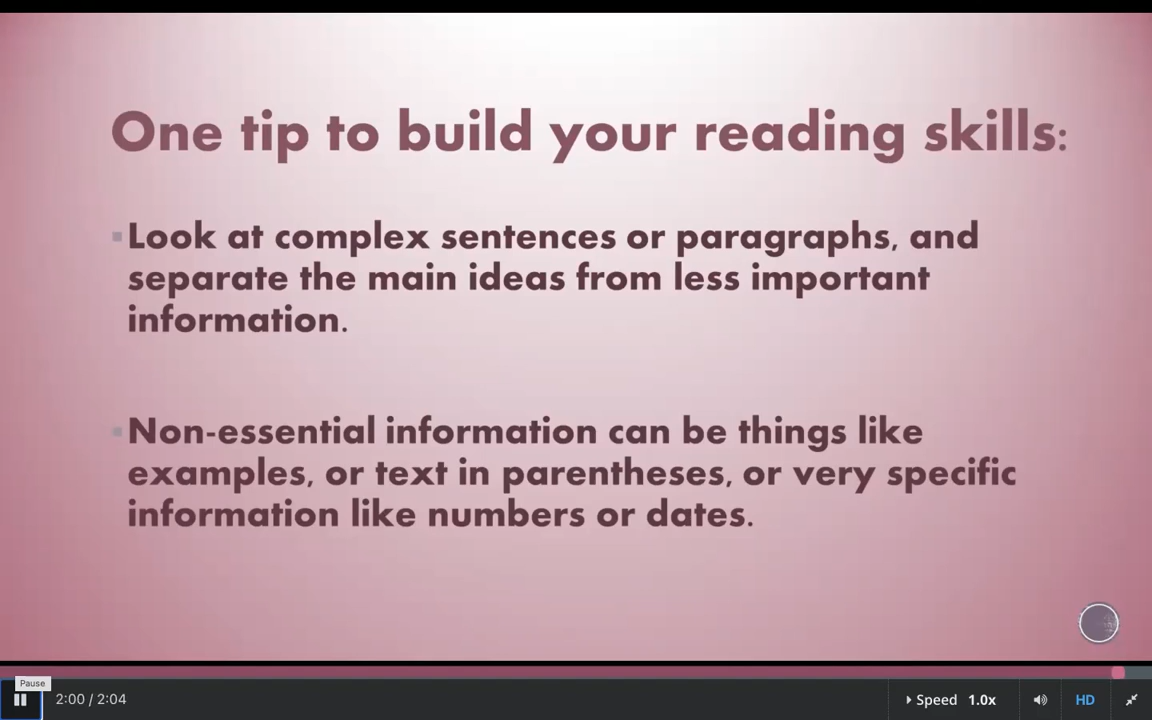 One tip to build your reading skills:
▪Look at complex sentences or paragraphs, and
separate the main ideas from less important
information.
▪Non-essential information can be things like
examples, or text in parentheses, or very specific
information like numbers or dates.
Pause
2:00 / 2:04
Speed 1.0x
HD